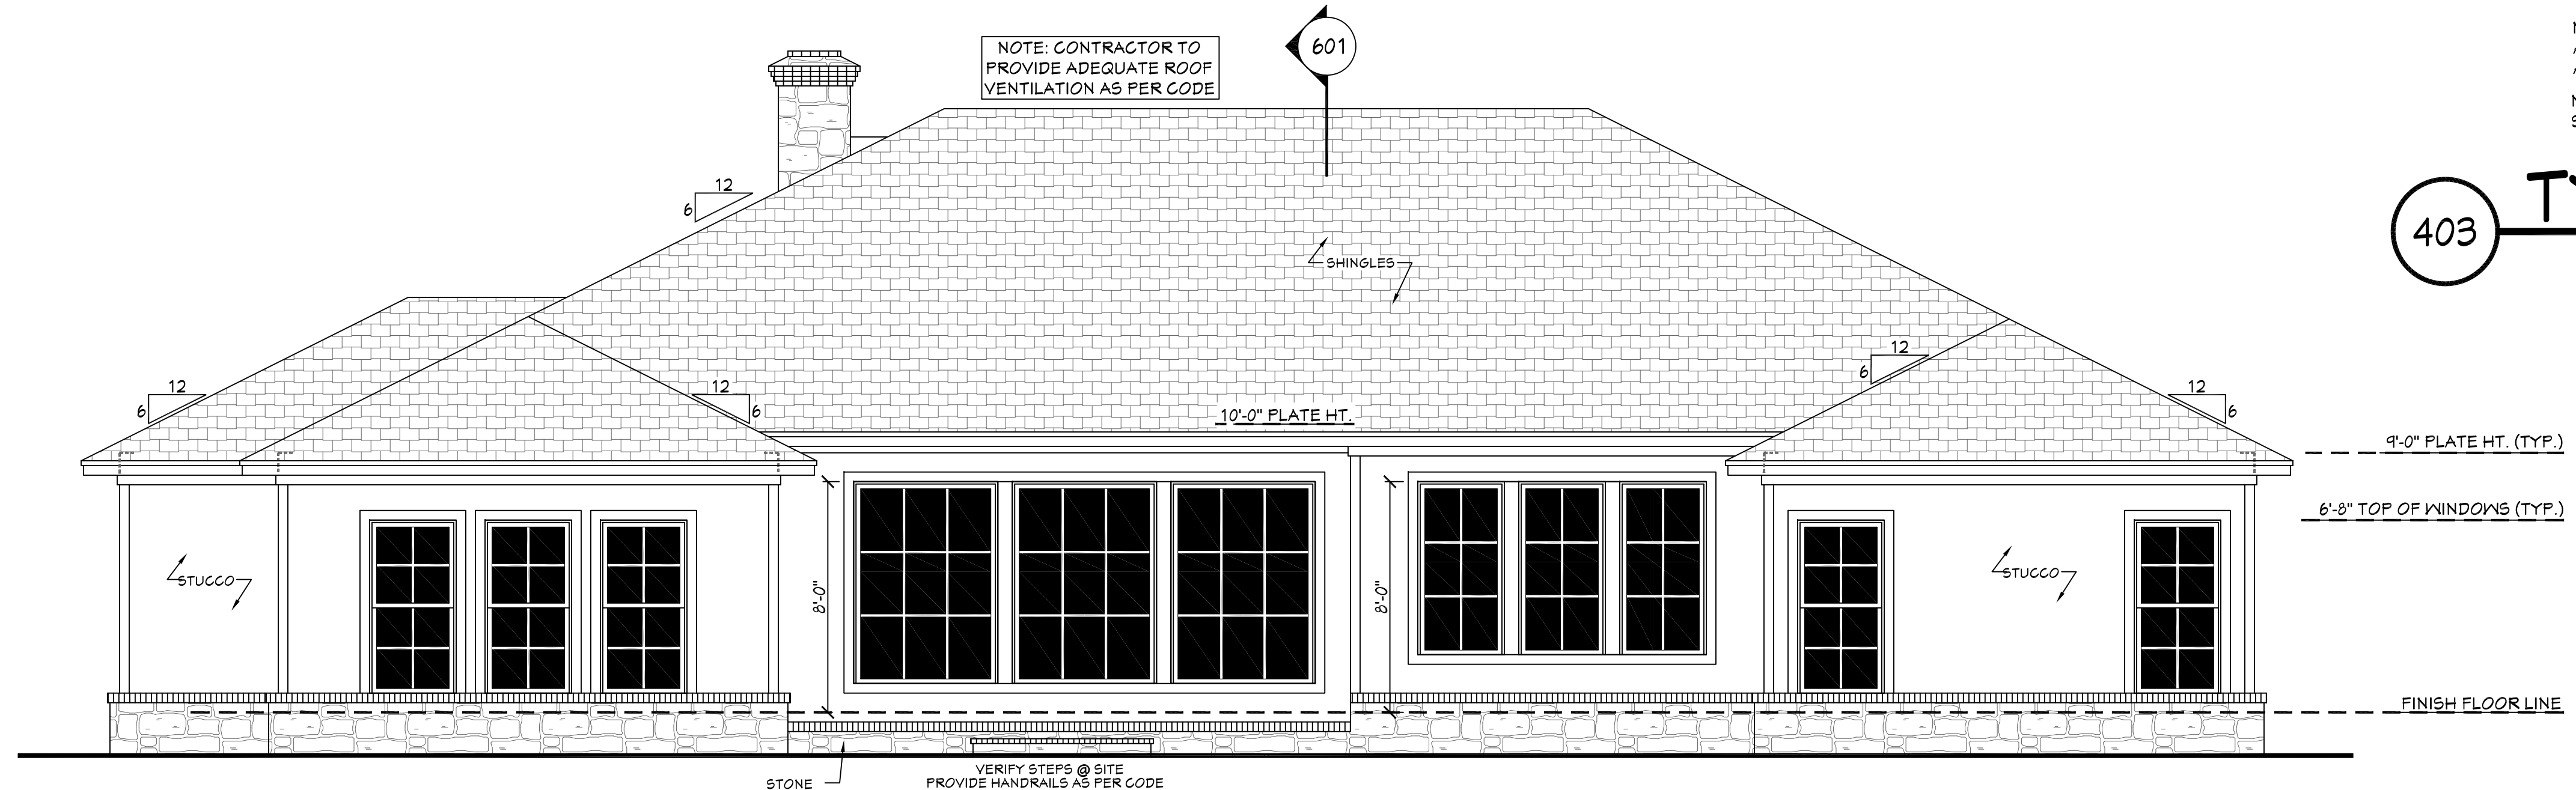 NOTE: CONTRACTOR TO
PROVIDE ADEQUATE ROOF
VENTILATION AS PER CODE
601
403
12
6
SHINGLES
12
6
12
6
12
6
12
6
10'-0" PLATE HT.
9'-0" PLATE HT. (TYP.)
6'-8" TOP OF WINDOWS (TYP.)
STUCCO
8'-0"
8'-0"
STUCCO
FINISH FLOOR LINE
STONE
VERIFY STEPS @ SITE
PROVIDE HANDRAILS AS PER CODE